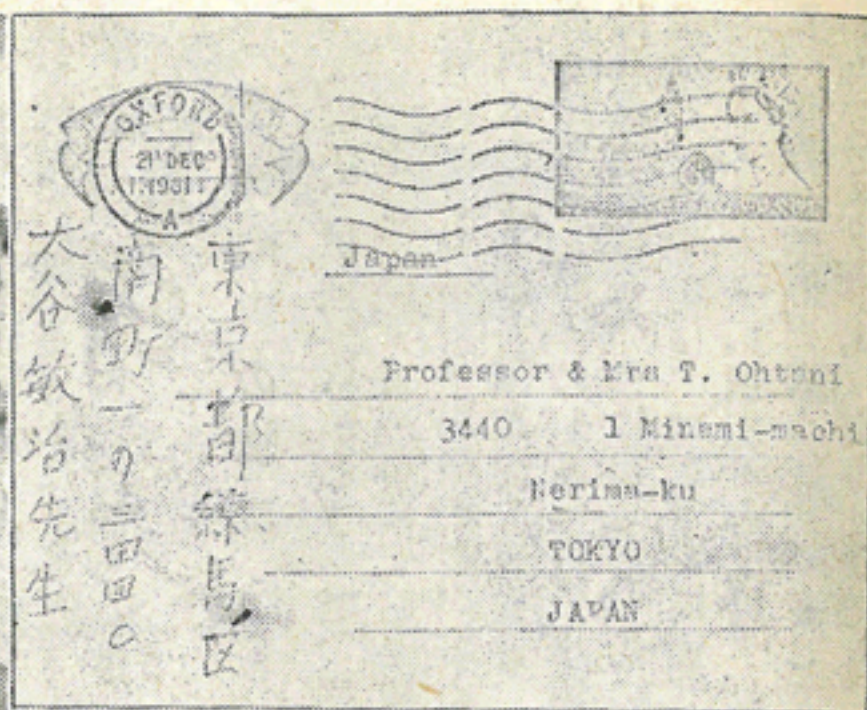 OXFORD
21 DEC
A
Japan
Professor & Mrs T. Ohtani
3440 1 Minami-machi
Nerima-ku
TOKYO
JAPAN
東京都練馬区
南町一の三四四〇
大谷敏治先生